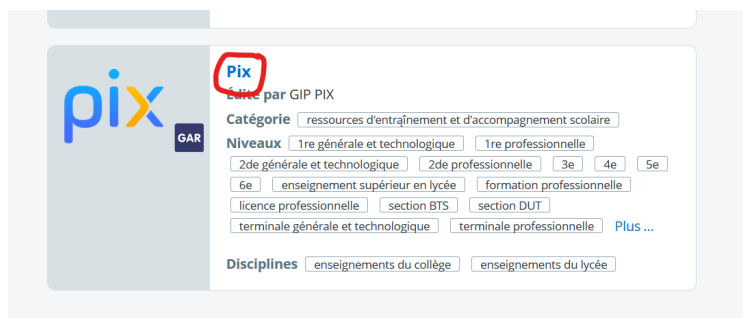 pix
GAR
Pix
Édité par GIP PIX
Catégorie ressources d'entraînement et d'accompagnement scolaire
Niveaux 1re générale et technologique 1re professionnelle
2de générale et technologique 2de professionnelle 3e 4e 5e
6e enseignement supérieur en lycée formation professionnelle
licence professionnelle section BTS section DUT
terminale générale et technologique terminale professionnelle Plus ...
Disciplines enseignements du collège enseignements du lycée